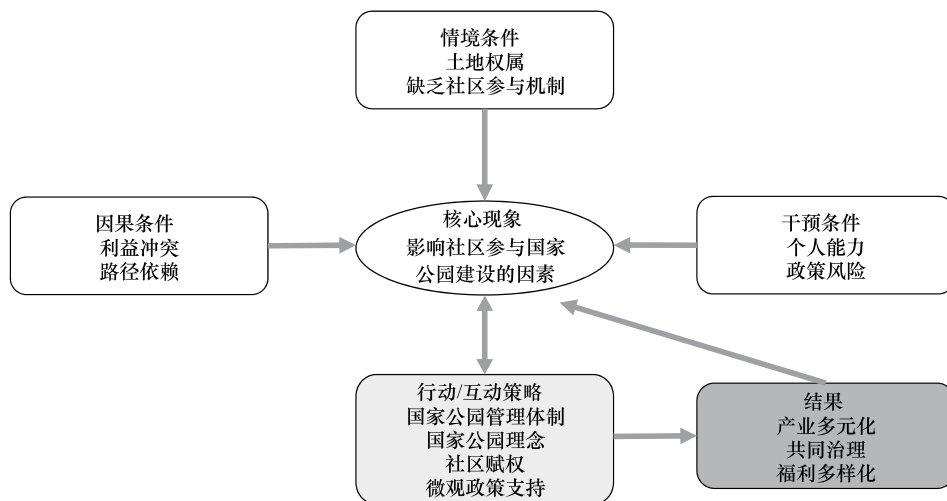 情境条件
土地权属
缺乏社区参与机制
因果条件
利益冲突
路径依赖
核心现象
影响社区参与国家
公园建设的因素
干预条件
个人能力
政策风险
行动/互动策略
国家公园管理体制
国家公园理念
社区赋权
微观政策支持
结果
产业多元化
共同治理
福利多样化